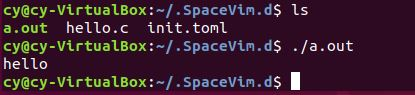 cy@cy-VirtualBox:~/.SpaceVim.d$ ls
a.out  hello.c  init.toml
cy@cy-VirtualBox:~/.SpaceVim.d$ ./a.out
hello
cy@cy-VirtualBox:~/.SpaceVim.d$